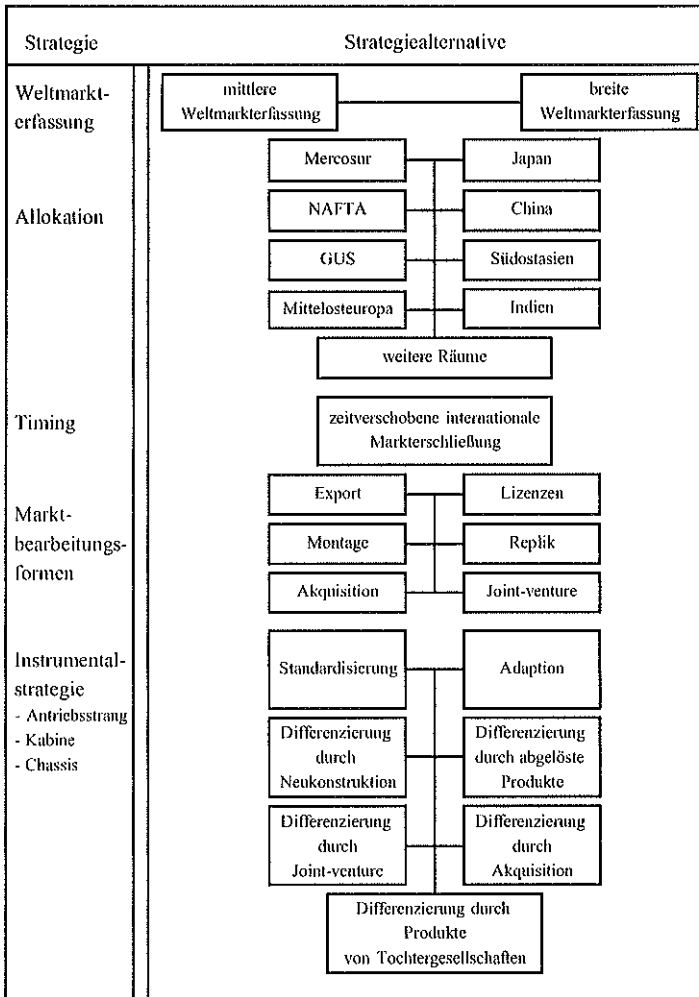 Strategie
Strategiealternative
Weltmarkt-
erfassung
mittlere
Weltmarkterfassung
breite
Weltmarkterfassung
Allokation
Mercosur
Japan
NAFTA
China
GUS
Südostasien
Mittelosteuropa
Indien
weitere Räume
Timing
zeitverschobene internationale
Markterschließung
Markt-
bearbeitungs-
formen
Export
Lizenzen
Montage
Replik
Akquisition
Joint-venture
Instrumental-
strategie
- Antriebsstrang
- Kabine
- Chassis
Standardisierung
Adaption
Differenzierung
durch
Neukonstruktion
Differenzierung
durch abgelöste
Produkte
Differenzierung
durch
Joint-venture
Differenzierung
durch
Akquisition
Differenzierung durch
Produkte
von Tochtergesellschaften